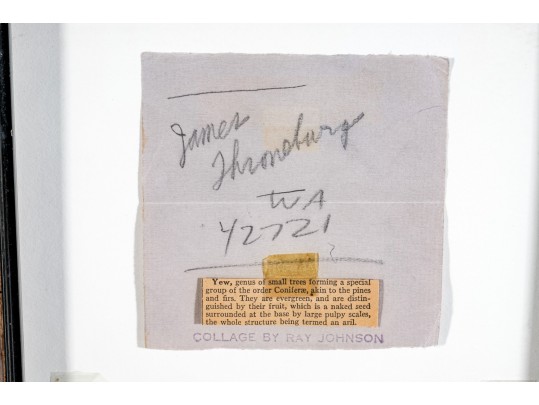 James
Throneburg
WA
42721
Yew, genus of small trees forming a special
group of the order Coniferæ, akin to the pines
and firs. They are evergreen, and are distin-
guished by their fruit, which is a naked seed
surrounded at the base by large pulpy scales,
the whole structure being termed an aril.
COLLAGE BY RAY JOHNSON